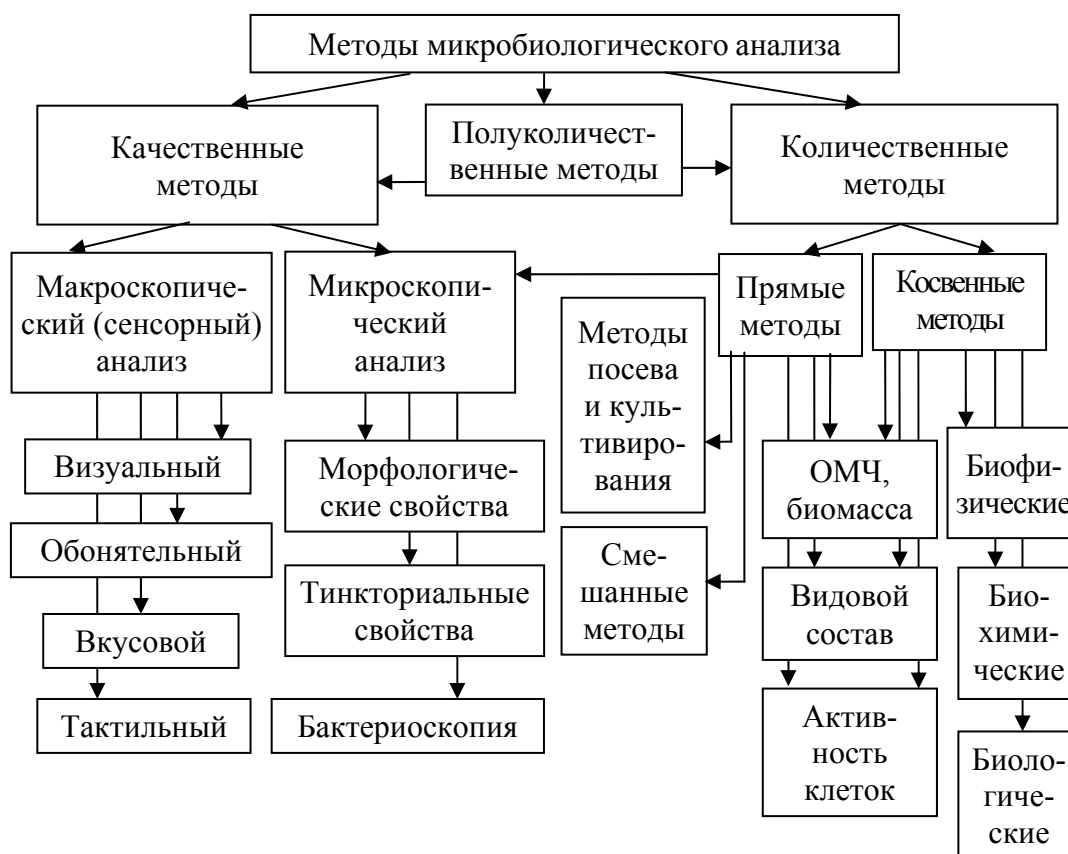 Методы микробиологического анализа
Качественные
методы
Полуколичест-
венные методы
Количественные
методы
Макроскопиче-
ский (сенсорный)
анализ
Микроскопи-
ческий
анализ
Прямые
методы
Косвенные
методы
Методы
посева
и куль-
тивиро-
вания
Визуальный
Морфологиче-
ские свойства
ОМЧ,
биомасса
Биофи-
зические
Обонятельный
Сме-
шанные
методы
Тинкториальные
свойства
Видовой
состав
Био-
хими-
ческие
Вкусовой
Тактильный
Бактериоскопия
Актив-
ность
клеток
Биоло-
гиче-
ские